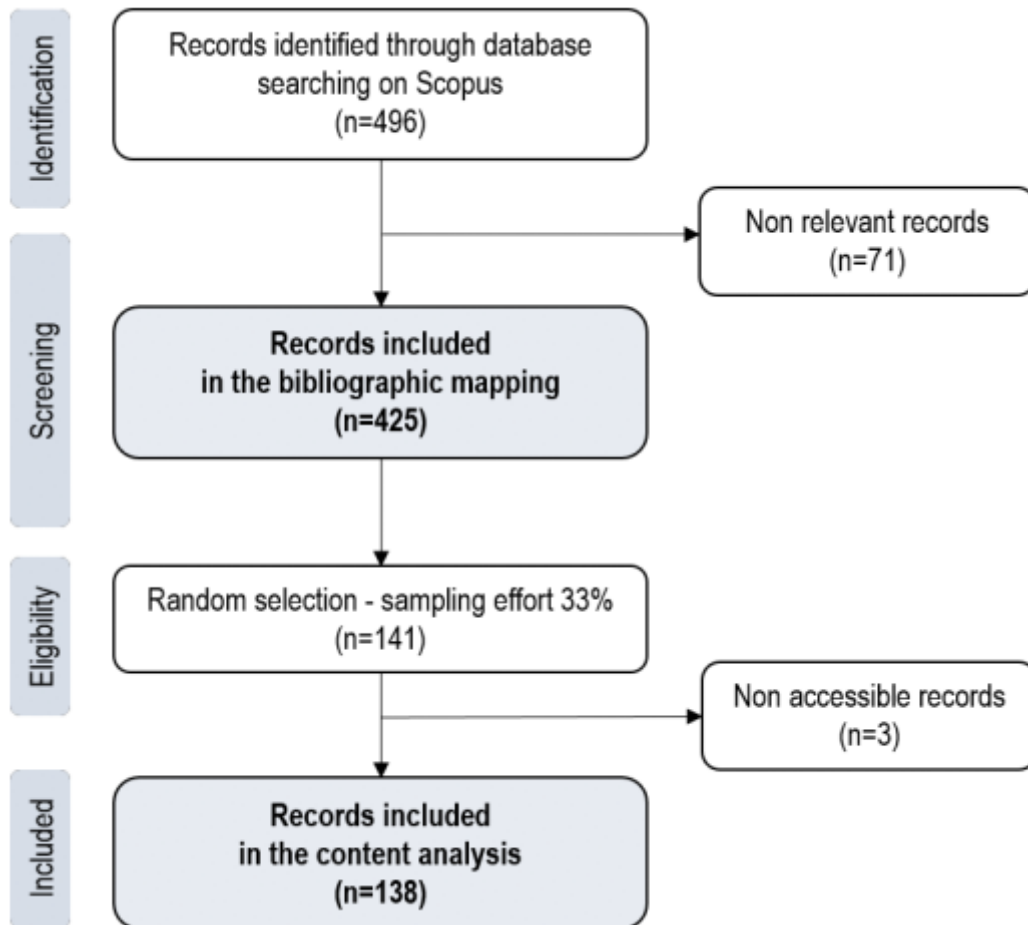 Identification
Records identified through database
searching on Scopus
(n=496)
Non relevant records
(n=71)
Screening
Records included
in the bibliographic mapping
(n=425)
Eligibility
Random selection - sampling effort 33%
(n=141)
Non accessible records
(n=3)
Included
Records included
in the content analysis
(n=138)